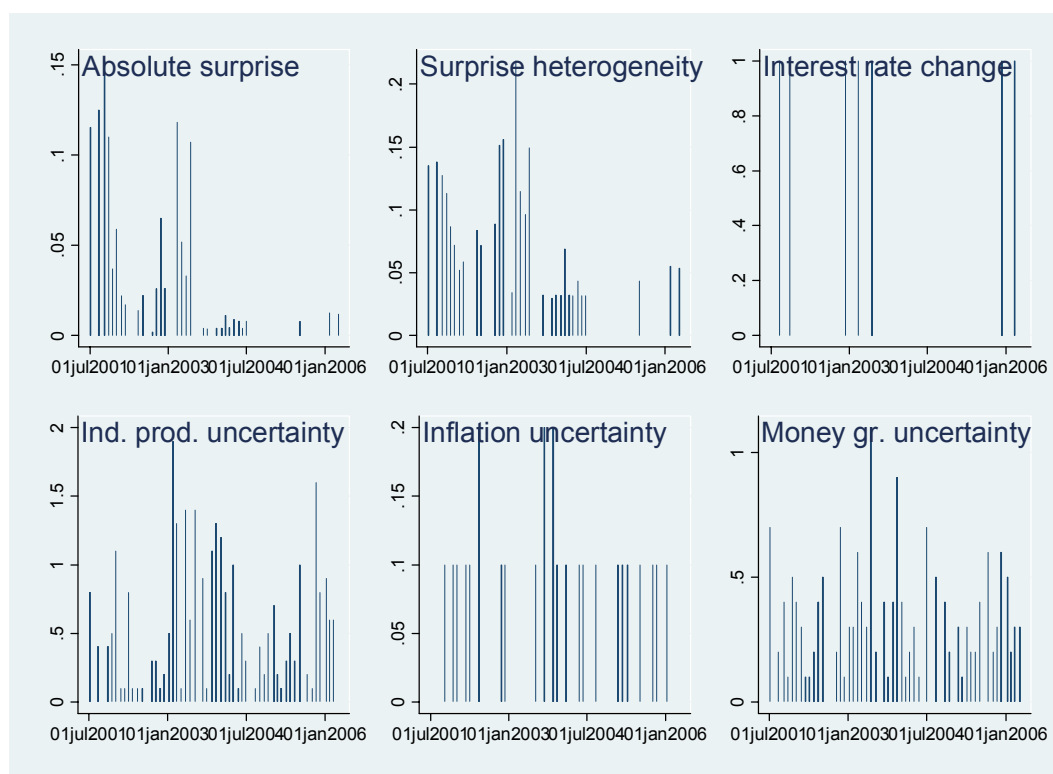 Absolute surprise
.15
.1
.05
0
01jul2001 01jan2003 01jul2004 01jan2006
Surprise heterogeneity
.2
.15
.1
.05
0
01jul2001 01jan2003 01jul2004 01jan2006
Interest rate change
1
.8
.6
.4
.2
0
01jul2001 01jan2003 01jul2004 01jan2006
Ind. prod. uncertainty
2
1.5
1
.5
0
01jul2001 01jan2003 01jul2004 01jan2006
Inflation uncertainty
.2
.15
.1
.05
0
01jul2001 01jan2003 01jul2004 01jan2006
Money gr. uncertainty
1
.5
0
01jul2001 01jan2003 01jul2004 01jan2006